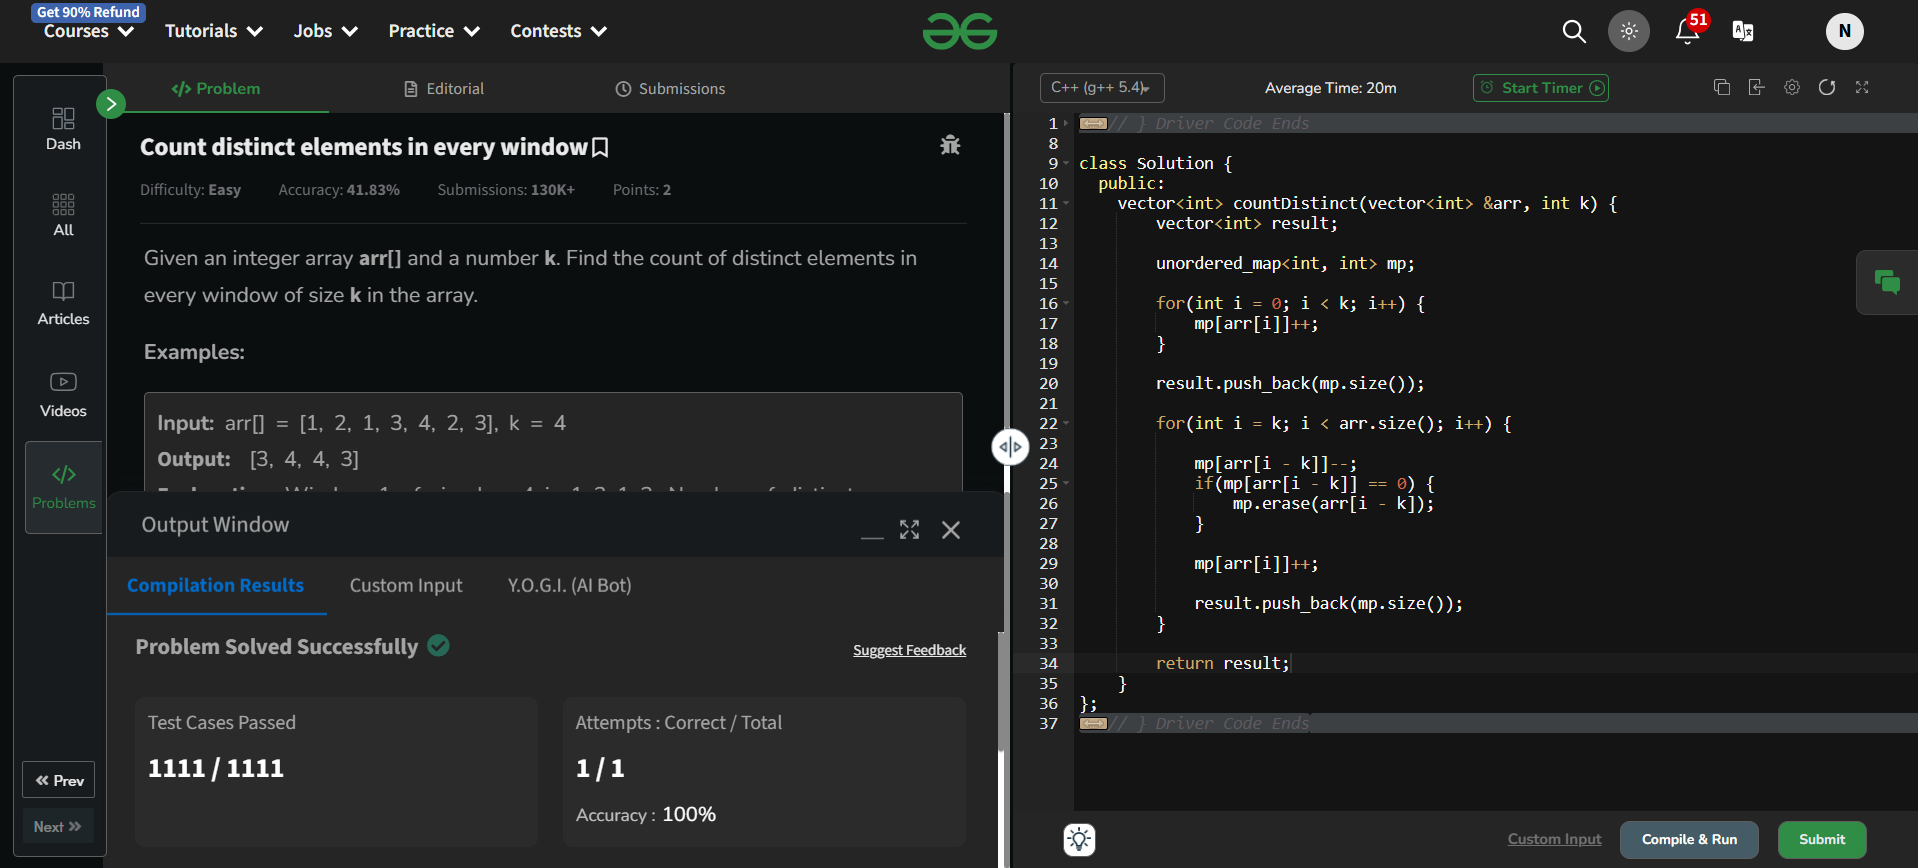 Get 90% Refund
Courses
Tutorials
Jobs
Practice
Contests
51
N
Dash
All
Articles
Videos
Problems
Prev
Next
Problem
Editorial
Submissions
Count distinct elements in every window
Difficulty: Easy
Accuracy: 41.83%
Submissions: 130K+
Points: 2
Given an integer array arr[] and a number k. Find the count of distinct elements in
every window of size k in the array.
Examples:
Input: arr[] = [1, 2, 1, 3, 4, 2, 3], k = 4
Output: [3, 4, 4, 3]
Output Window
Compilation Results
Custom Input
Y.O.G.I. (AI Bot)
Problem Solved Successfully
Suggest Feedback
Test Cases Passed
1111 / 1111
Attempts : Correct / Total
1 / 1
Accuracy : 100%
C++ (g++ 5.4)
Average Time: 20m
Start Timer
1 // } Driver Code Ends
8
9 class Solution {
10 public:
11 vector<int> countDistinct(vector<int> &arr, int k) {
12 vector<int> result;
13
14 unordered_map<int, int> mp;
15
16 for(int i = 0; i < k; i++) {
17 mp[arr[i]]++;
18 }
19
20 result.push_back(mp.size());
21
22 for(int i = k; i < arr.size(); i++) {
23
24 mp[arr[i - k]]--;
25 if(mp[arr[i - k]] == 0) {
26 mp.erase(arr[i - k]);
27 }
28
29 mp[arr[i]]++;
30
31 result.push_back(mp.size());
32 }
33
34 return result;
35 }
36 };
37 // } Driver Code Ends
Custom Input
Compile & Run
Submit